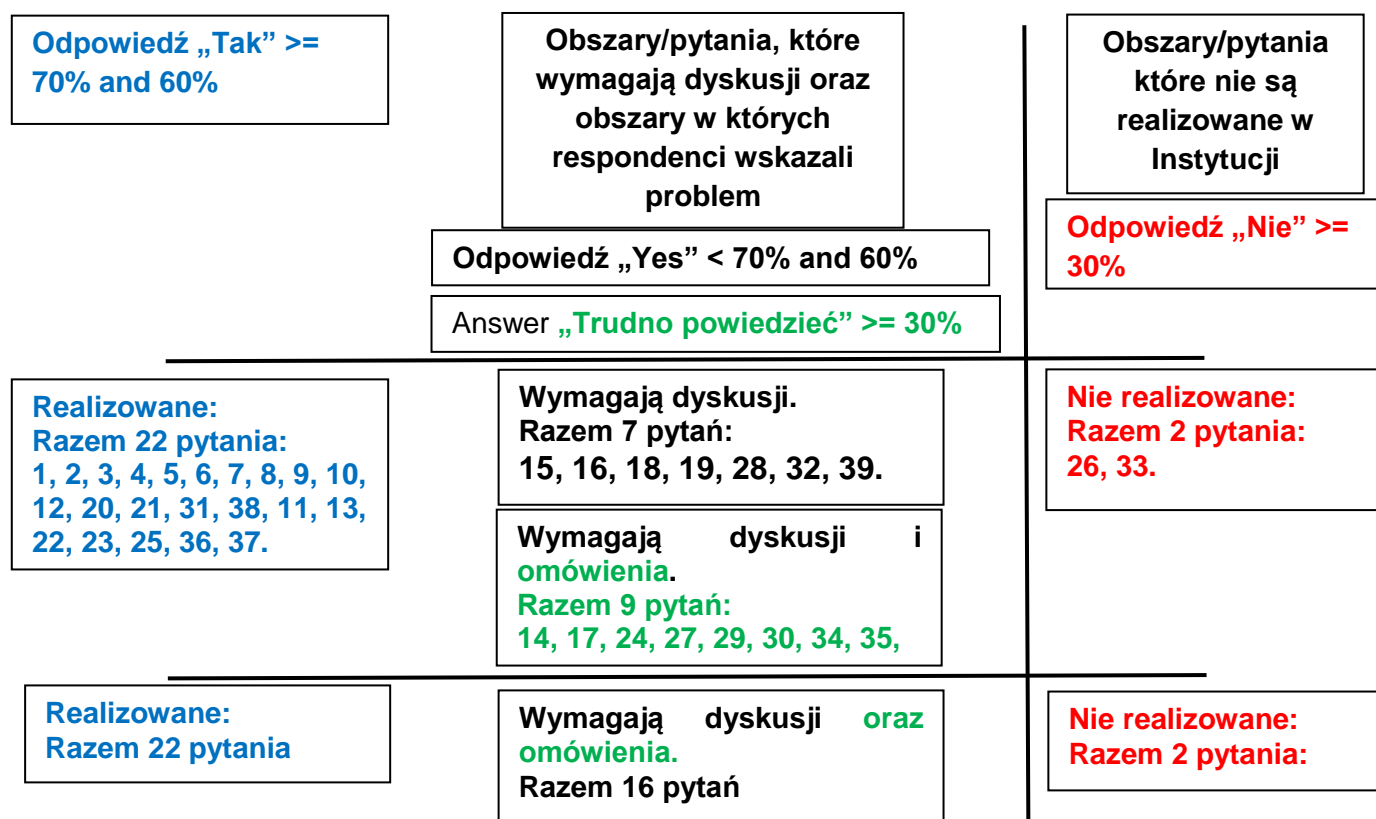 Odpowiedź „Tak” >=
70% and 60%
Obszary/pytania, które
wymagają dyskusji oraz
obszary w których
respondenci wskazali
problem
Odpowiedź „Yes” < 70% and 60%
Answer „Trudno powiedzieć” >= 30%
Obszary/pytania
które nie są
realizowane w
Instytucji
Odpowiedź „Nie” >=
30%
Realizowane:
Razem 22 pytania:
1, 2, 3, 4, 5, 6, 7, 8, 9, 10,
12, 20, 21, 31, 38, 11, 13,
22, 23, 25, 36, 37.
Wymagają dyskusji.
Razem 7 pytań:
15, 16, 18, 19, 28, 32, 39.
Wymagają dyskusji i
omówienia.
Razem 9 pytań:
14, 17, 24, 27, 29, 30, 34, 35,
Nie realizowane:
Razem 2 pytania:
26, 33.
Realizowane:
Razem 22 pytania
Wymagają dyskusji oraz
omówienia.
Razem 16 pytań
Nie realizowane:
Razem 2 pytania: